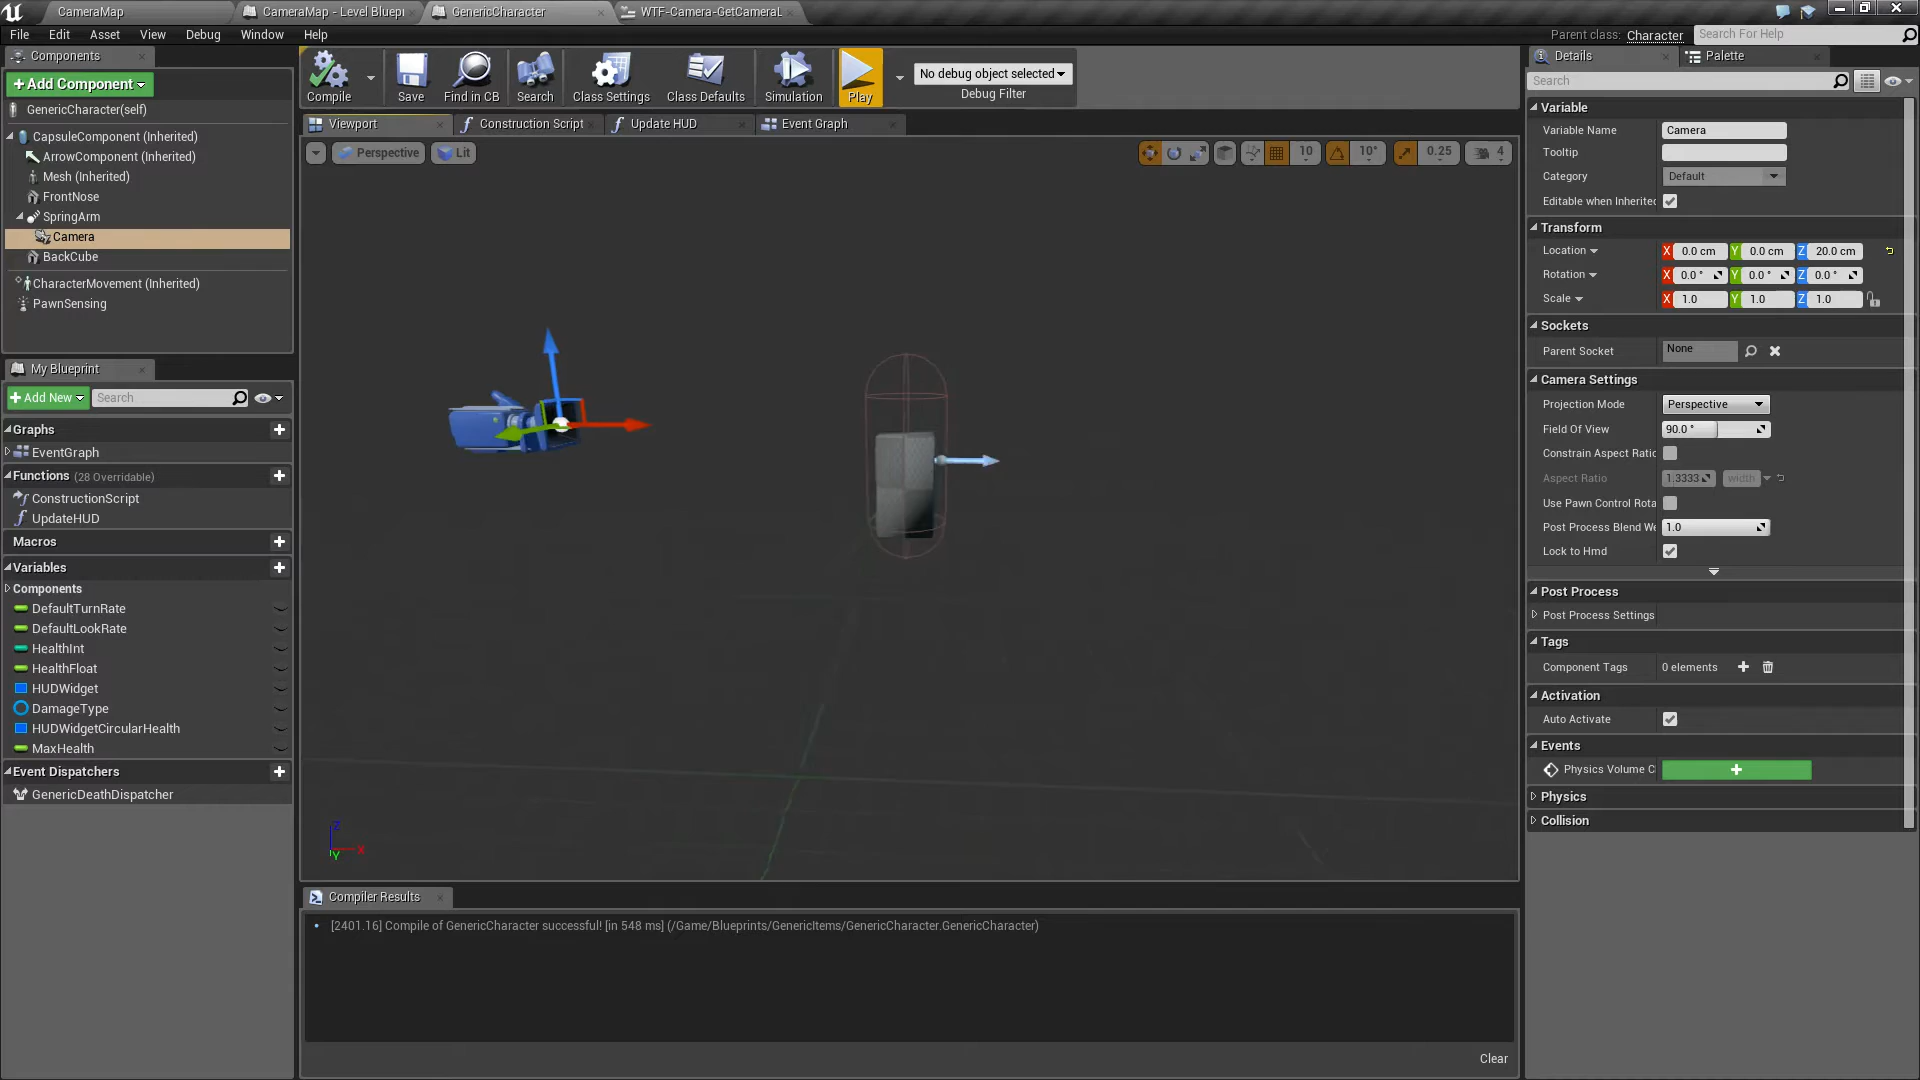 CameraMap
CameraMap - Level Bluepr
GenericCharacter
WTF-Camera-GetCameraL
File Edit Asset View Debug Window Help
Parent class: Character
Search For Help
Components
Add Component
GenericCharacter(self)
CapsuleComponent (Inherited)
ArrowComponent (Inherited)
Mesh (Inherited)
FrontNose
SpringArm
Camera
BackCube
CharacterMovement (Inherited)
PawnSensing
My Blueprint
Add New
Search
Graphs
EventGraph
Functions (28 Overridable)
ConstructionScript
UpdateHUD
Macros
Variables
Components
DefaultTurnRate
DefaultLookRate
HealthInt
HealthFloat
HUDWidget
DamageType
HUDWidgetCircularHealth
MaxHealth
Event Dispatchers
GenericDeathDispatcher
Compile
Save
Find in CB
Search
Class Settings
Class Defaults
Simulation
Play
No debug object selected
Debug Filter
Viewport
Construction Script
Update HUD
Event Graph
Perspective
Lit
10
10°
0.25
4
Z
X
Y
Compiler Results
[2401.16] Compile of GenericCharacter successful! [in 548 ms] (/Game/Blueprints/GenericItems/GenericCharacter.GenericCharacter)
Clear
Details
Palette
Search
Variable
Variable Name Camera
Tooltip
Category Default
Editable when Inherited
Transform
Location X 0.0 cm Y 0.0 cm Z 20.0 cm
Rotation X 0.0 ° Y 0.0 ° Z 0.0 °
Scale X 1.0 Y 1.0 Z 1.0
Sockets
Parent Socket None
Camera Settings
Projection Mode Perspective
Field Of View 90.0 °
Constrain Aspect Ratic
Aspect Ratio 1.3333 width
Use Pawn Control Rota
Post Process Blend We 1.0
Lock to Hmd
Post Process
Post Process Settings
Tags
Component Tags 0 elements
Activation
Auto Activate
Events
Physics Volume C
Physics
Collision